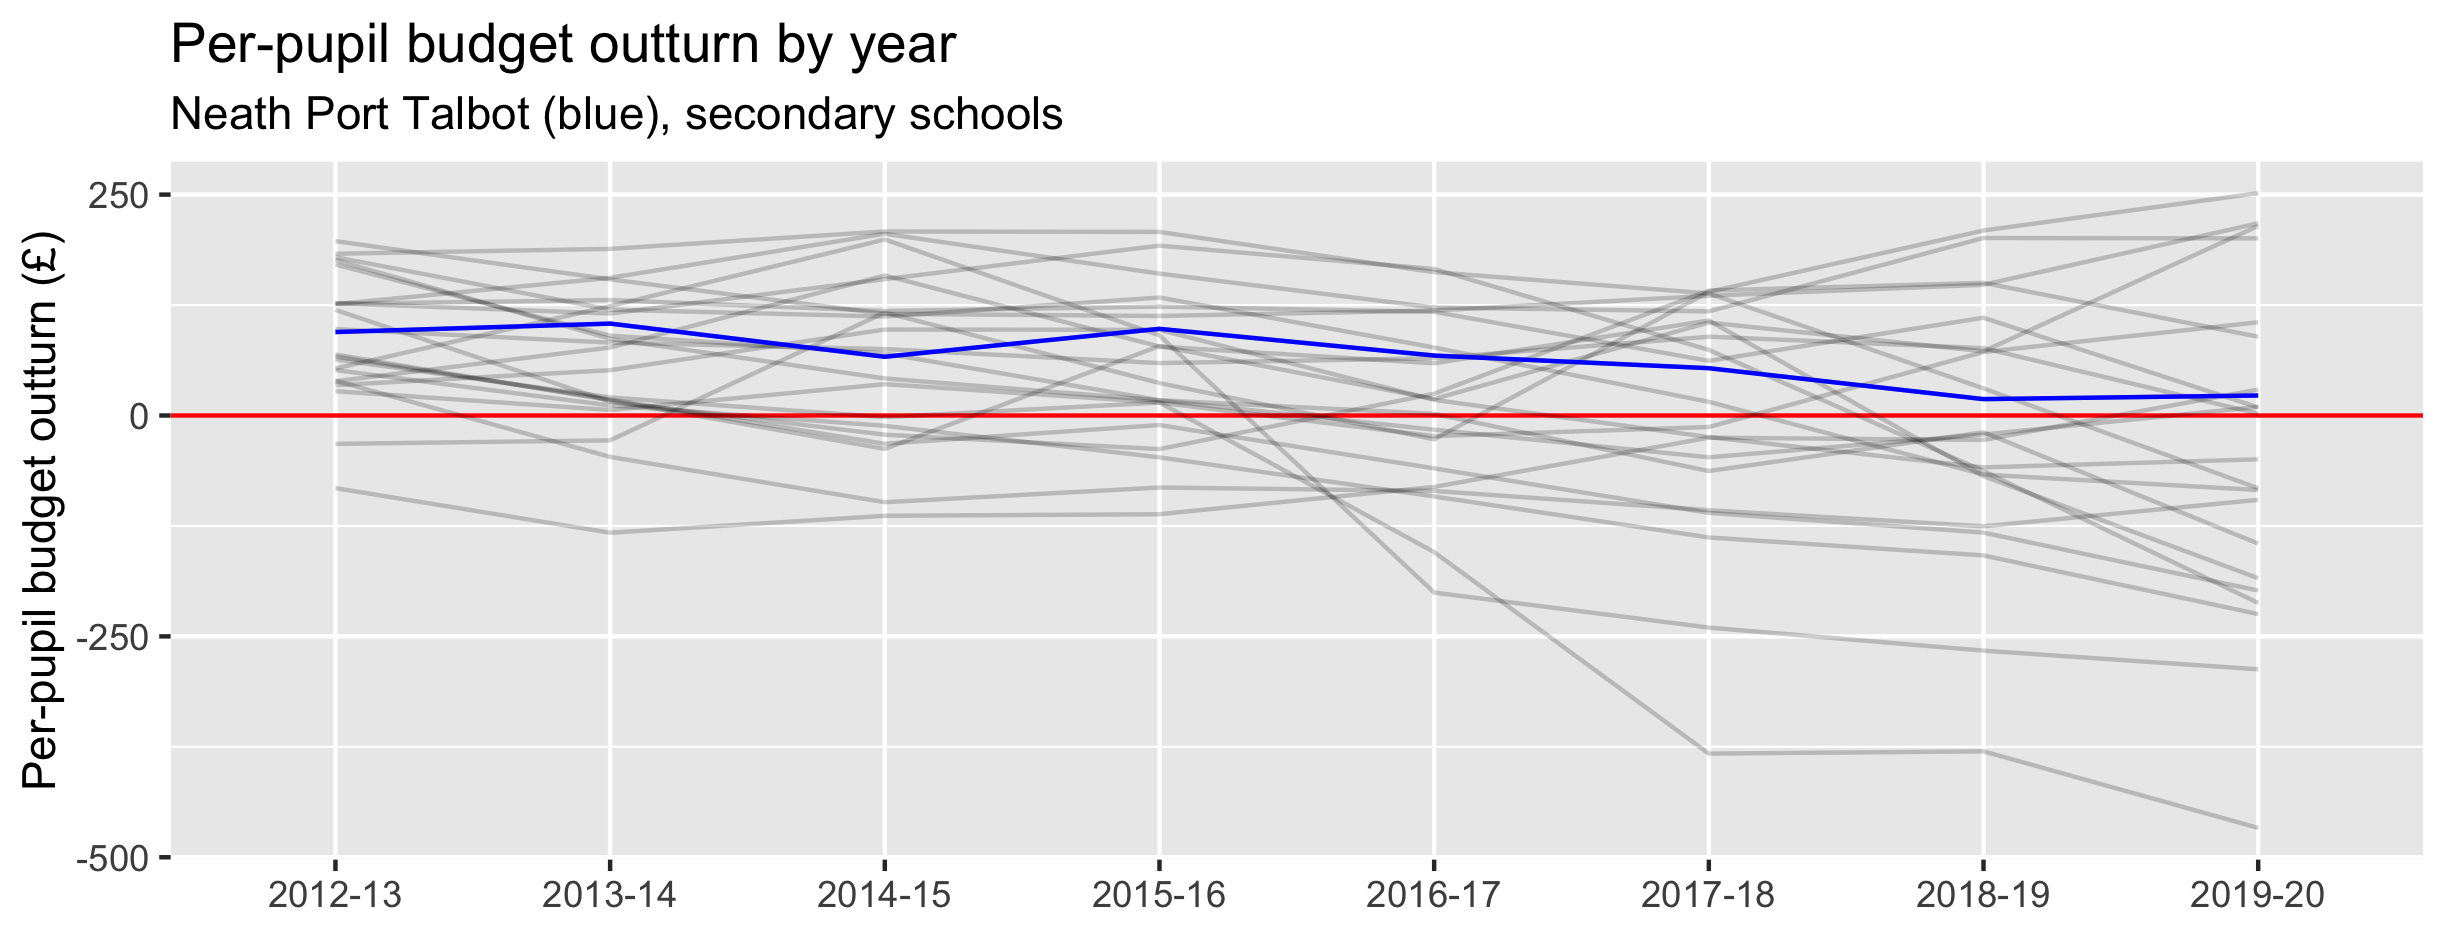 Per-pupil budget outturn by year
Neath Port Talbot (blue), secondary schools
Per-pupil budget outturn (£)
250
0
-250
-500
2012-13 2013-14 2014-15 2015-16 2016-17 2017-18 2018-19 2019-20